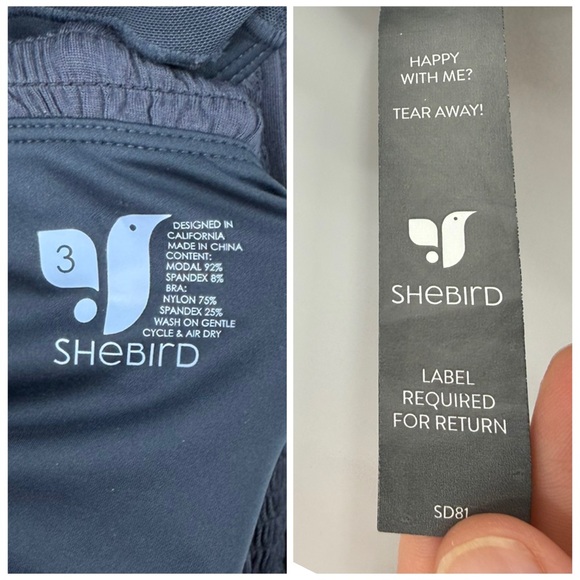 3
DESIGNED IN
CALIFORNIA
MADE IN CHINA
CONTENT:
MODAL 92%
SPANDEX 8%
BRA:
NYLON 75%
SPANDEX 25%
WASH ON GENTLE
CYCLE & AIR DRY
SHeBIRD
HAPPY
WITH ME?
TEAR AWAY!
SHeBIRD
LABEL
REQUIRED
FOR RETURN
SD81